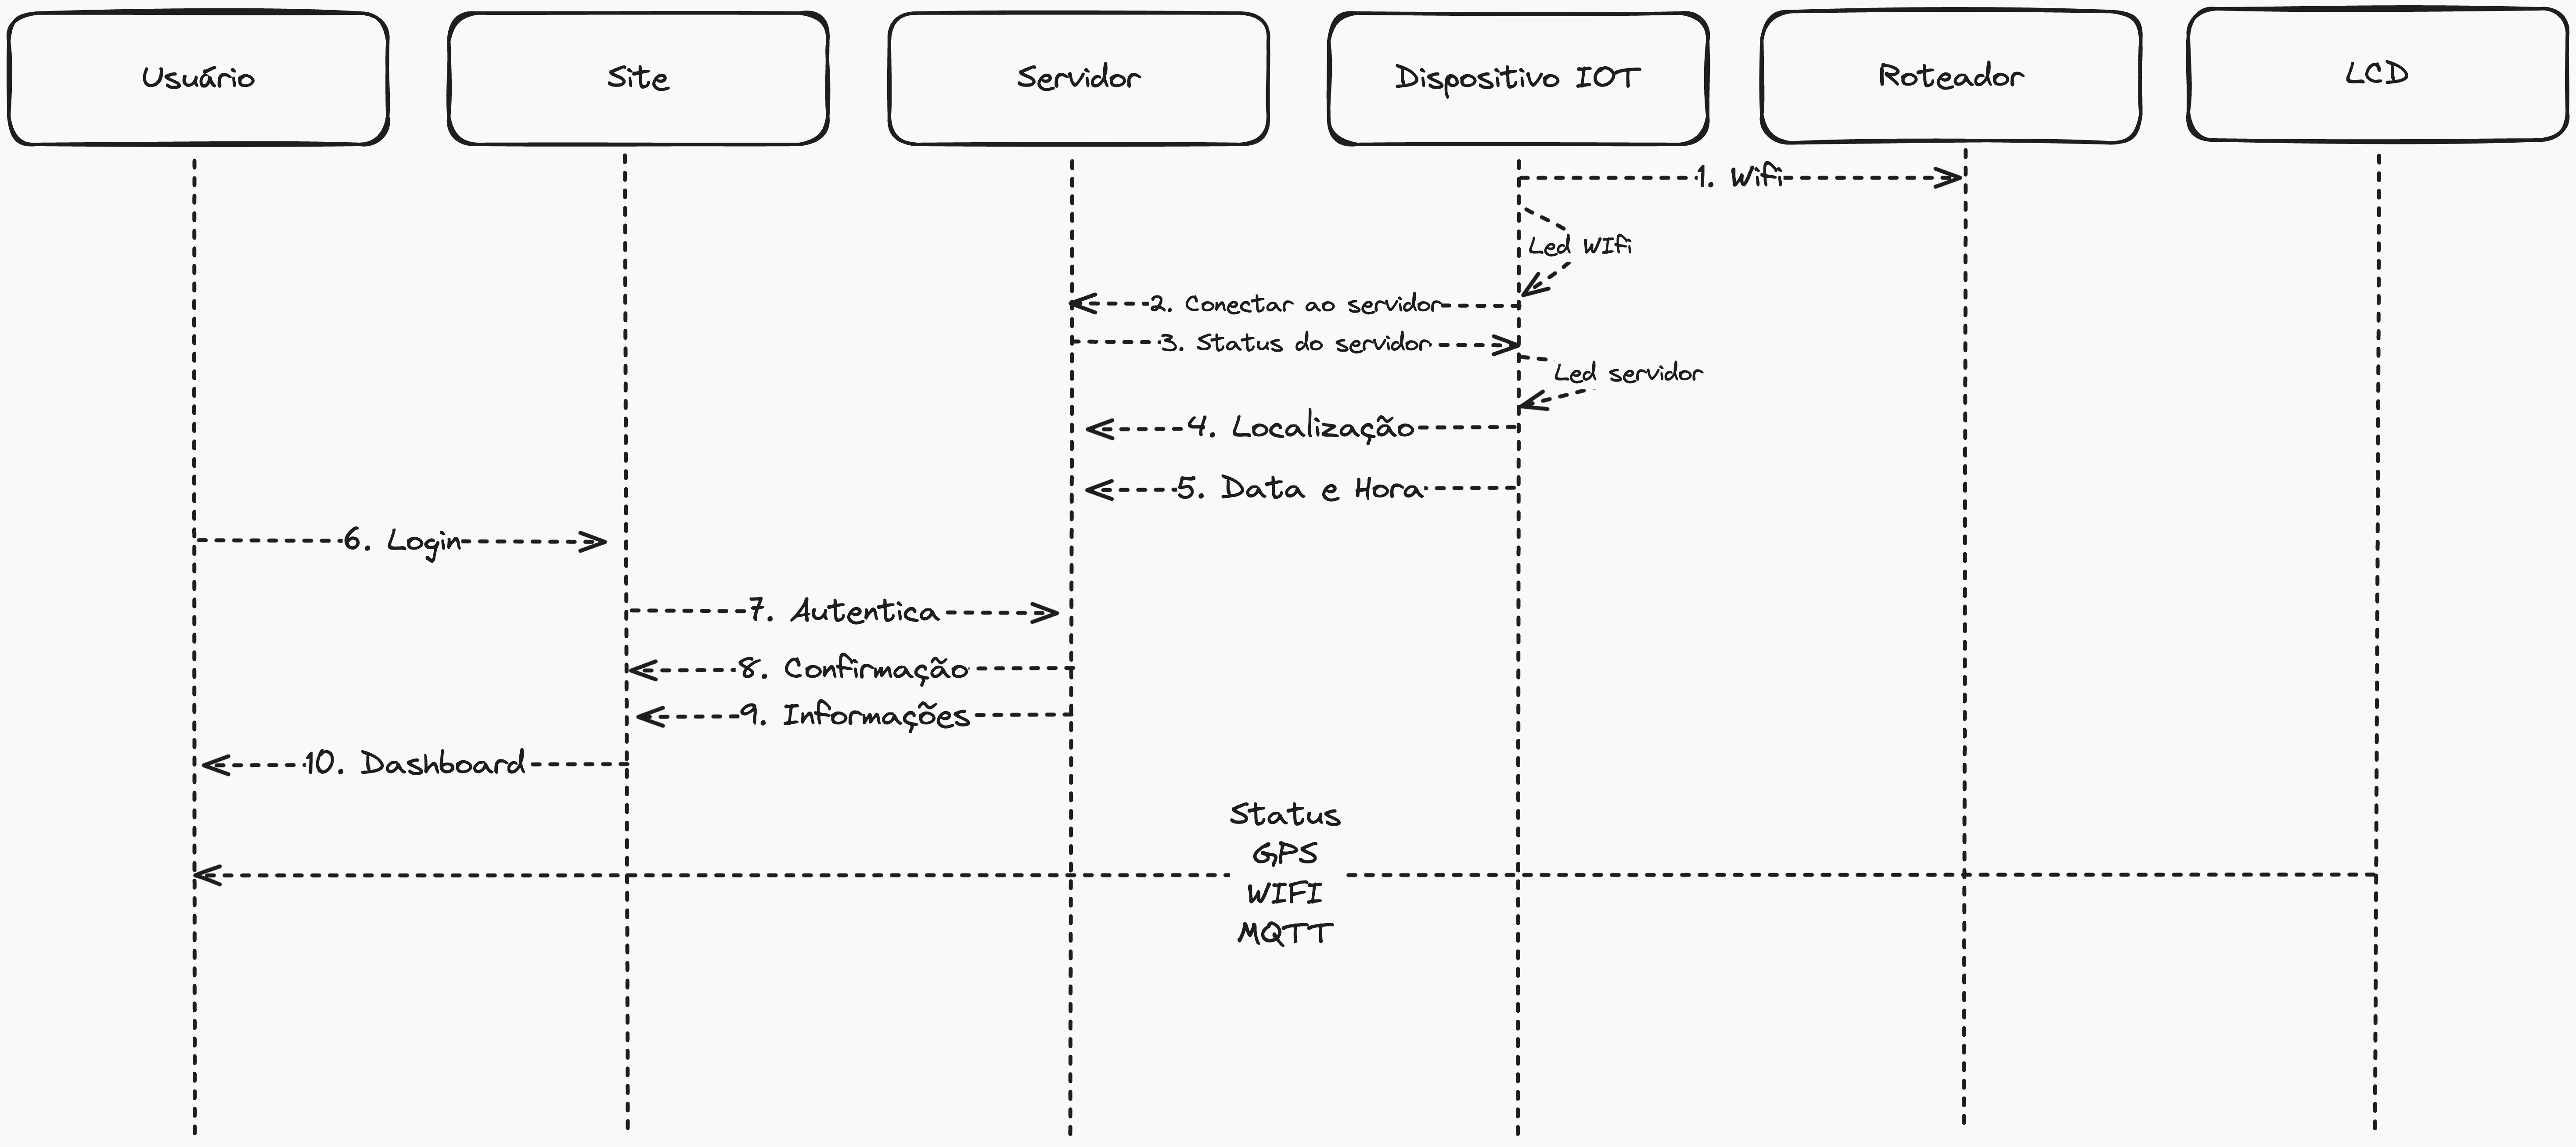 Usuário
Site
Servidor
Dispositivo IOT
Roteador
LCD
1. Wifi
Led WIfi
2. Conectar ao servidor
3. Status do servidor
Led servidor
4. Localização
5. Data e Hora
6. Login
7. Autentica
8. Confirmação
9. Informações
10. Dashboard
Status
GPS
WIFI
MQTT